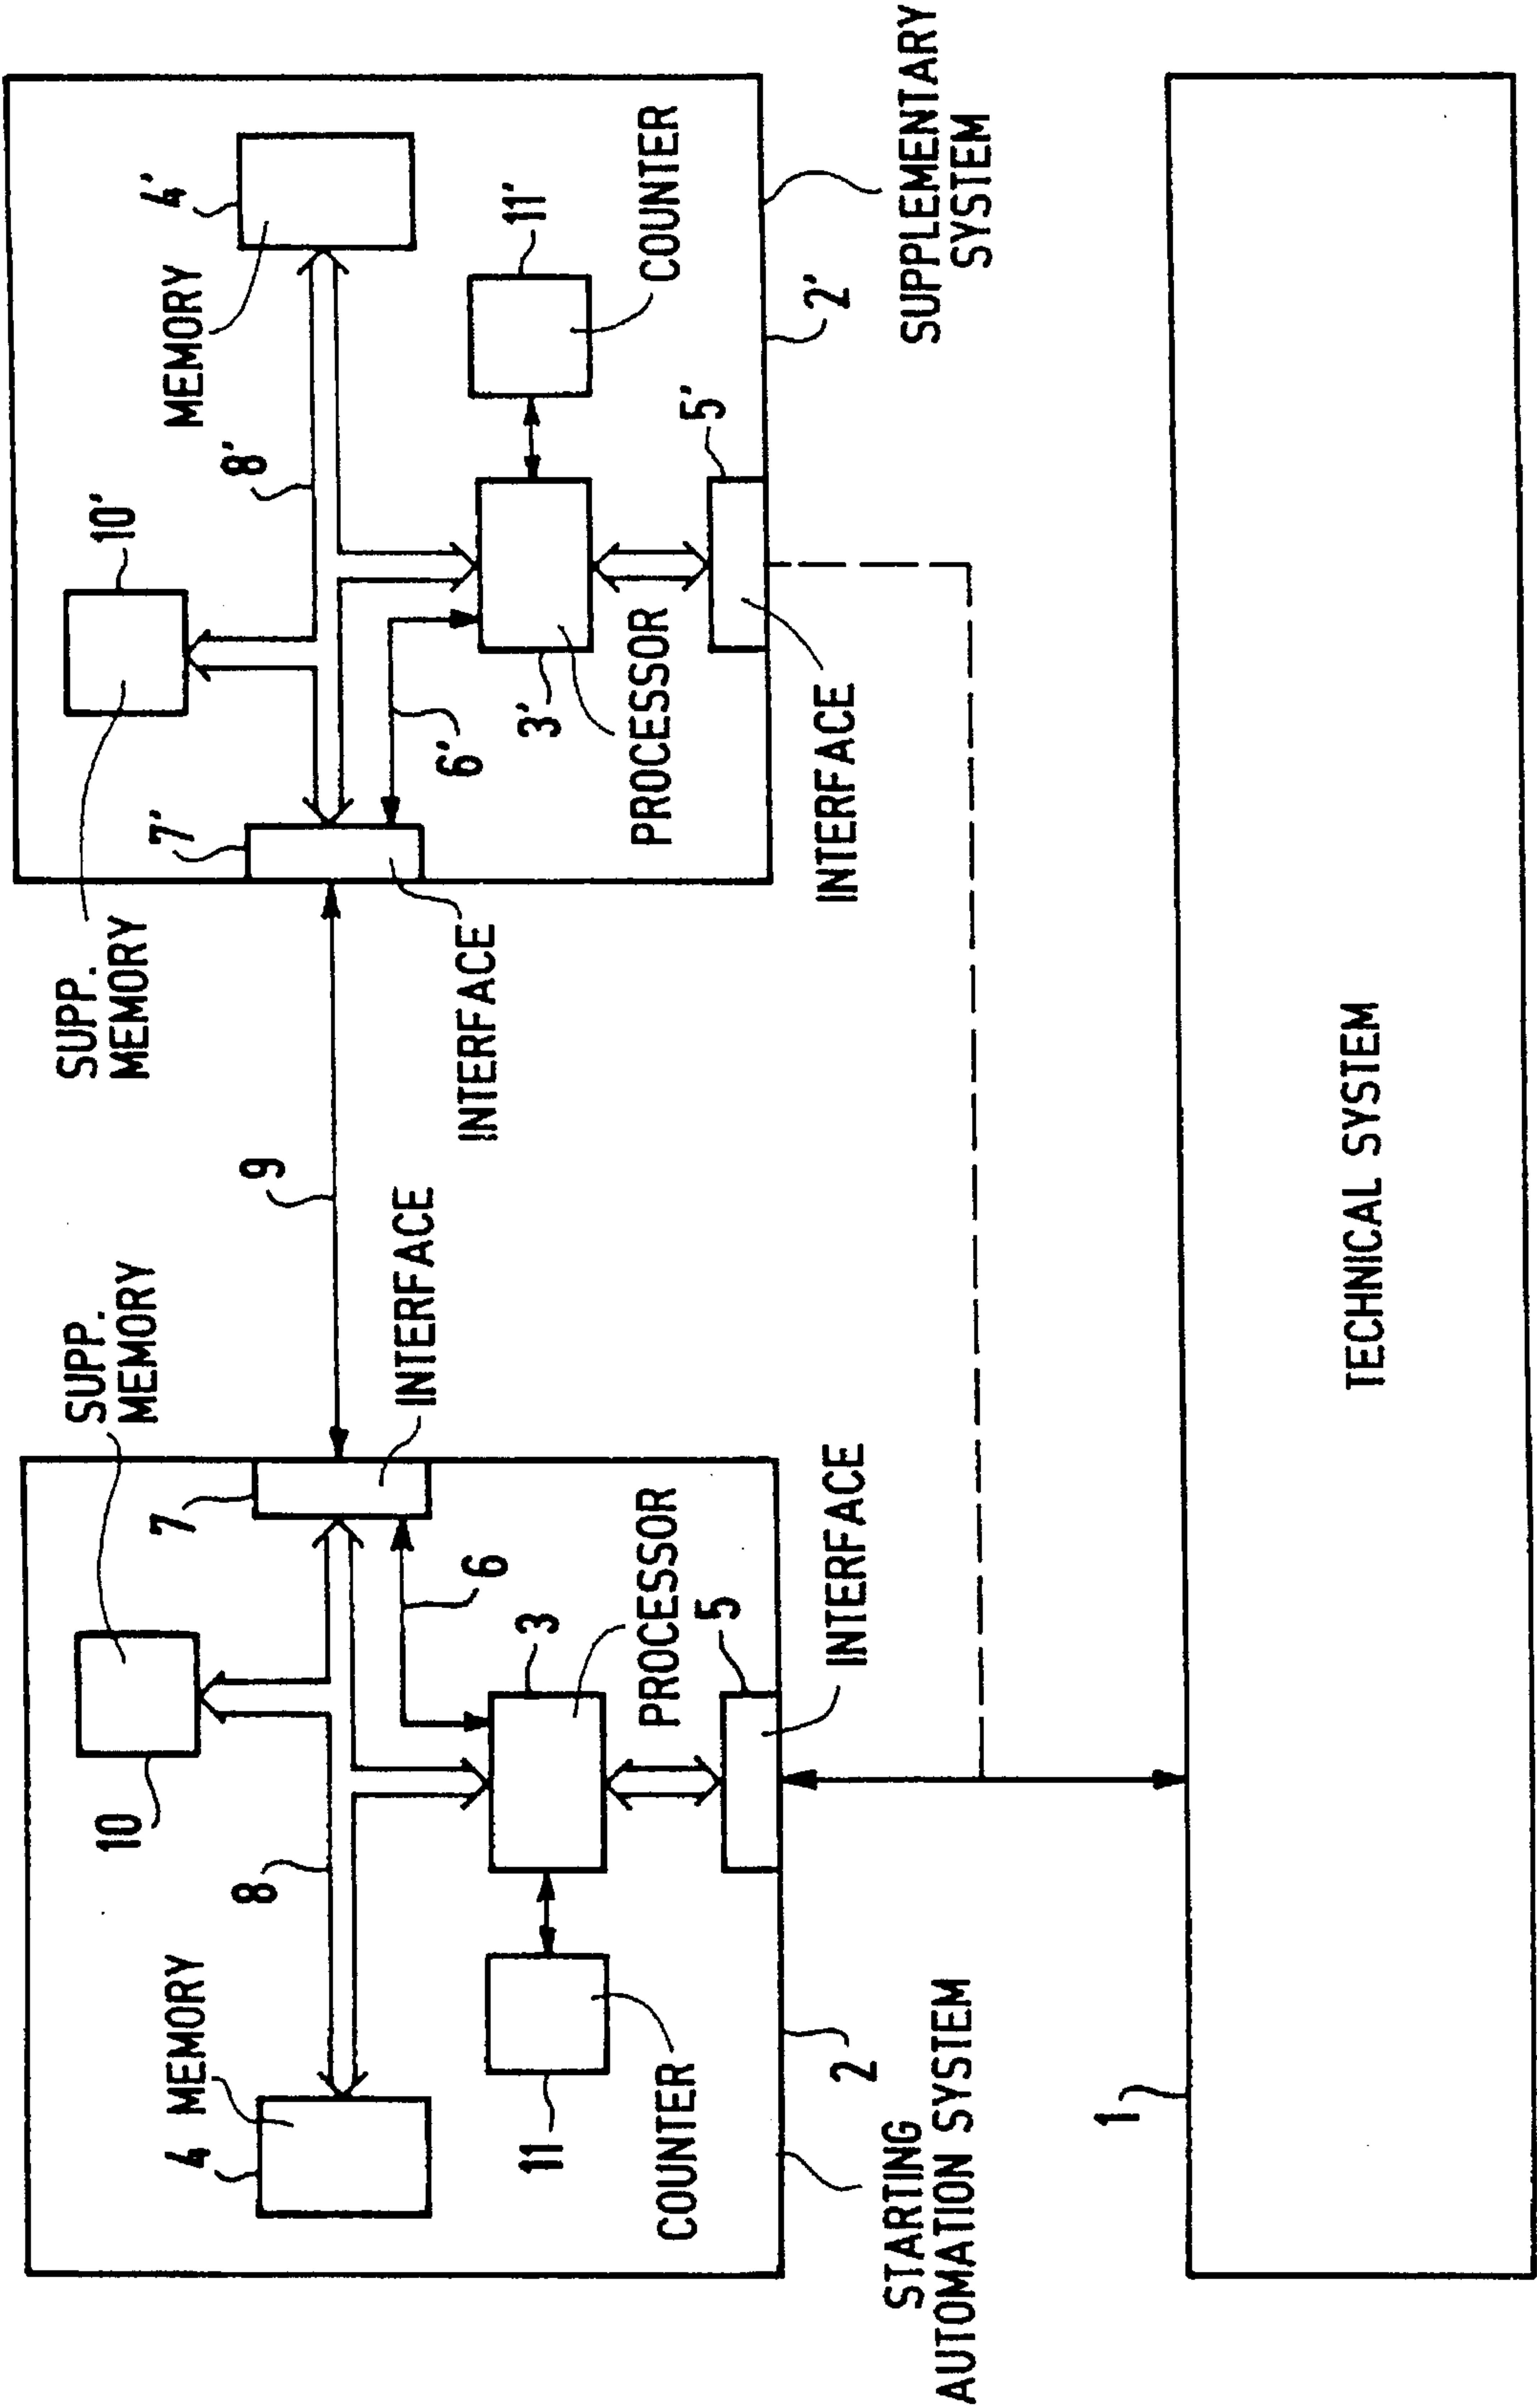 SUPP.
MEMORY
10
4 MEMORY
8
7
INTERFACE
6
3
PROCESSOR
11
COUNTER
5
INTERFACE
2
STARTING
AUTOMATION SYSTEM
9
SUPP.
MEMORY
10'
7'
INTERFACE
8'
MEMORY
4'
6'
3'
PROCESSOR
11'
COUNTER
5'
INTERFACE
2'
SUPPLEMENTARY
SYSTEM
1
TECHNICAL SYSTEM